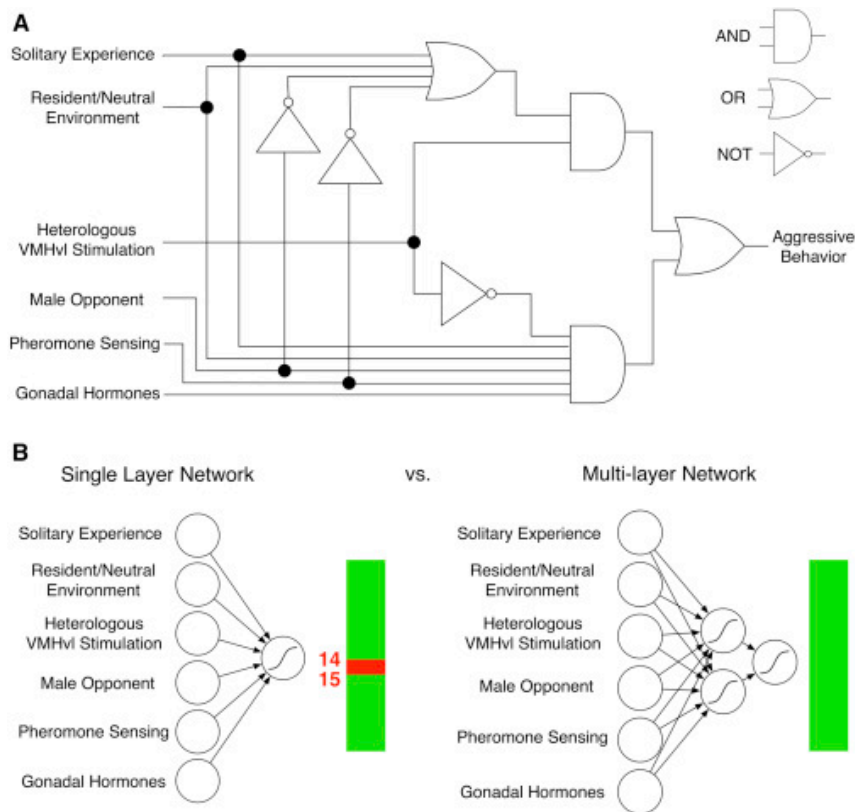 A
Solitary Experience
Resident/Neutral
Environment
Heterologous
VMHvl Stimulation
Male Opponent
Pheromone Sensing
Gonadal Hormones
AND
OR
NOT
Aggressive
Behavior
B
Single Layer Network
vs.
Multi-layer Network
Solitary Experience
Resident/Neutral
Environment
Heterologous
VMHvl Stimulation
Male Opponent
Pheromone Sensing
Gonadal Hormones
14
15
Solitary Experience
Resident/Neutral
Environment
Heterologous
VMHvl Stimulation
Male Opponent
Pheromone Sensing
Gonadal Hormones